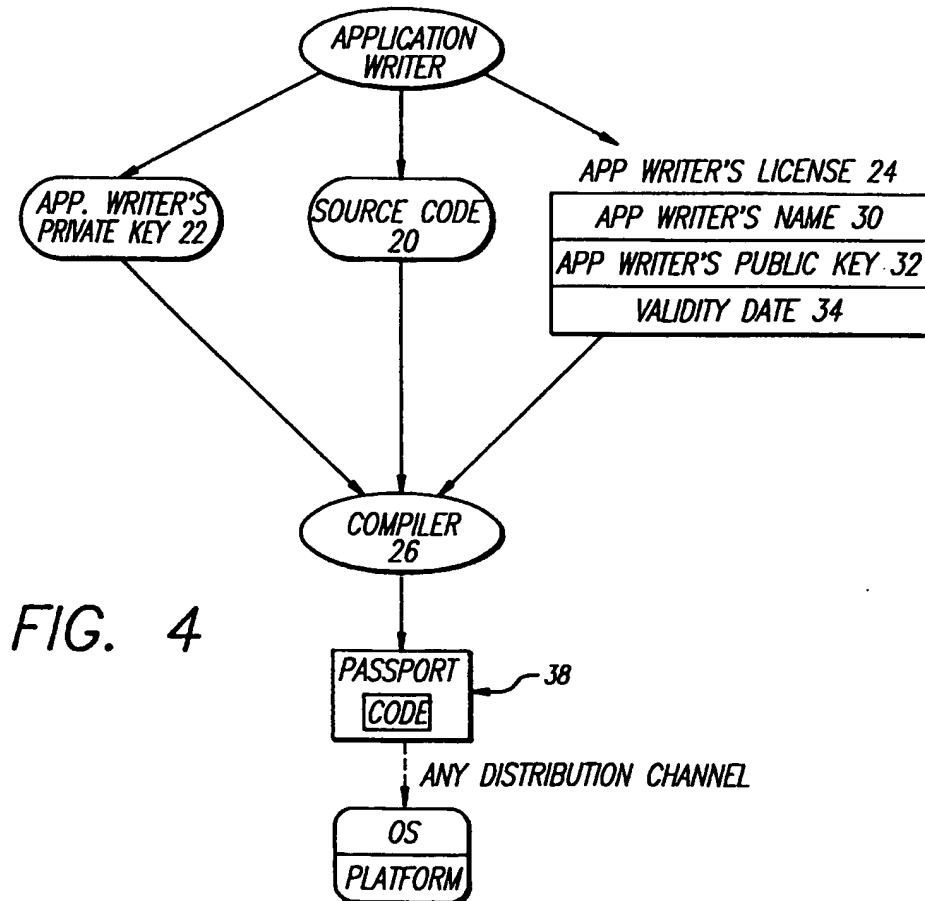 APPLICATION
WRITER
APP. WRITER'S
PRIVATE KEY 22
SOURCE CODE
20
APP WRITER'S LICENSE 24
APP WRITER'S NAME 30
APP WRITER'S PUBLIC KEY 32
VALIDITY DATE 34
COMPILER
26
FIG. 4
PASSPORT
CODE
38
ANY DISTRIBUTION CHANNEL
OS
PLATFORM